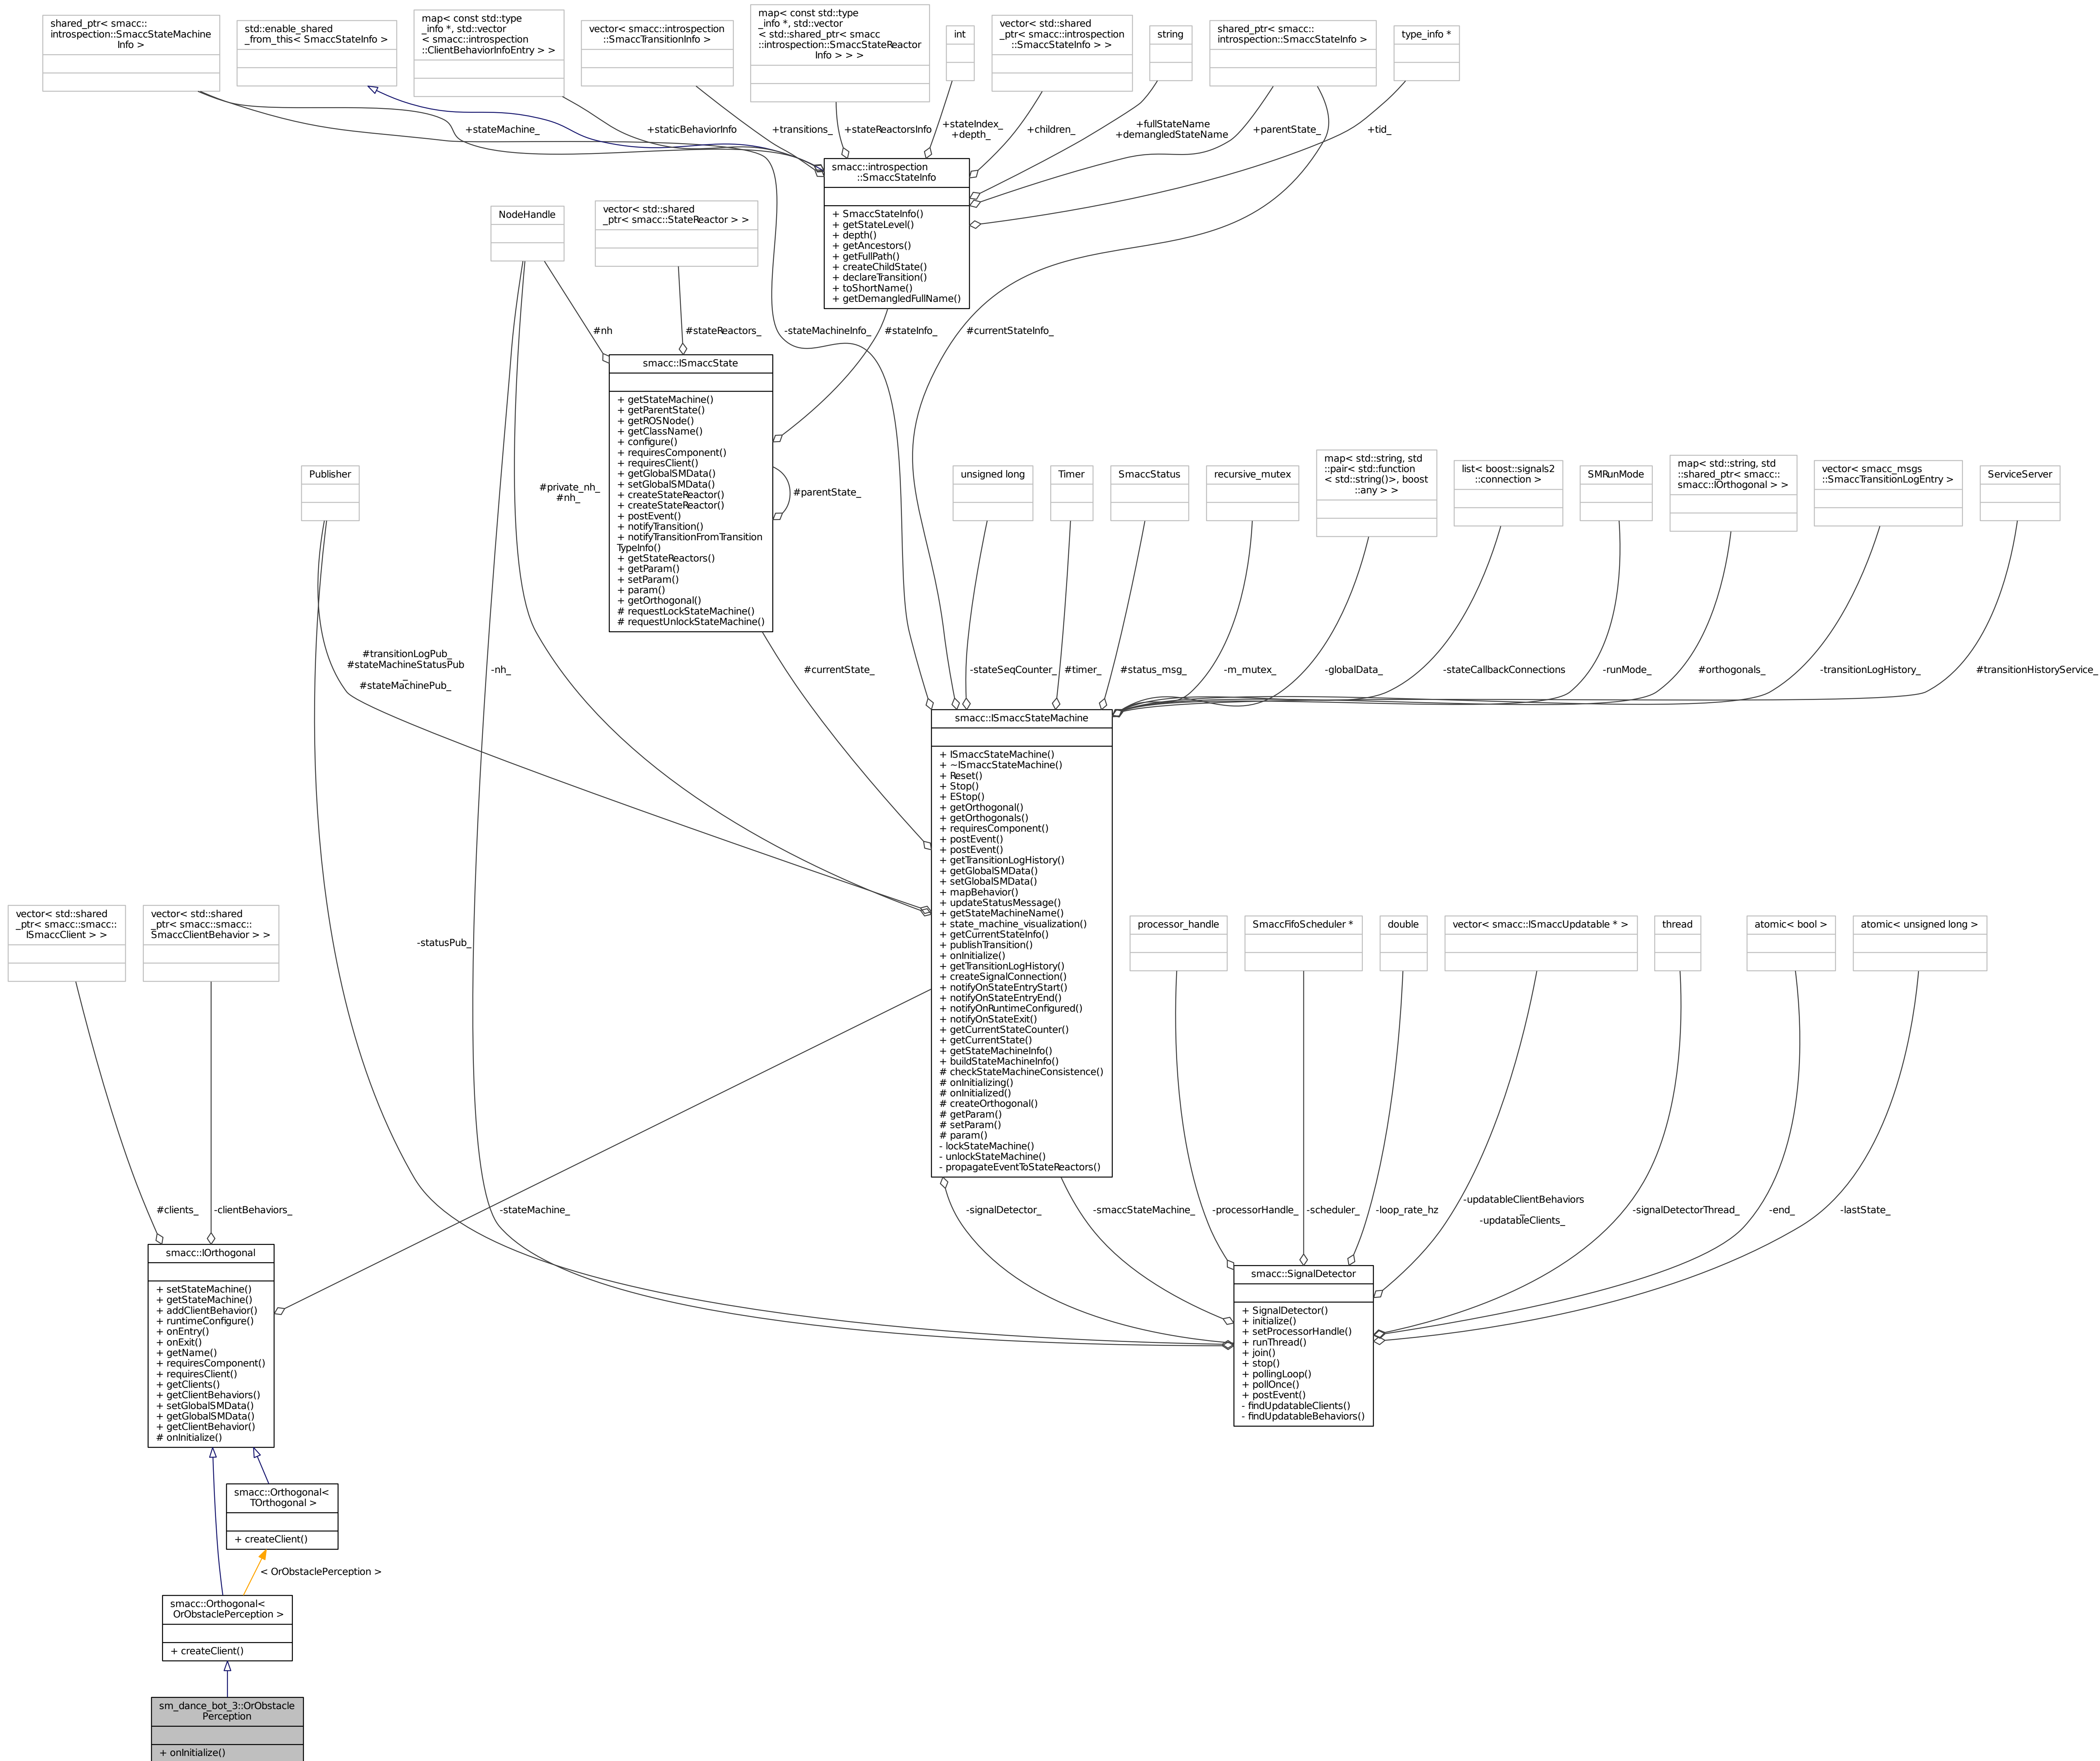 shared_ptr< smacc::
introspection::SmaccStateMachine
Info >
std::enable_shared
_from_this< SmaccStateInfo >
map< const std::type
_info *, std::vector
< smacc::introspection
::ClientBehaviorInfoEntry > >
vector< smacc::introspection
::SmaccTransitionInfo >
map< const std::type
_info *, std::vector
< std::shared_ptr< smacc
::introspection::SmaccStateReactor
Info > > >
int
vector< std::shared
_ptr< smacc::introspection
::SmaccStateInfo > >
string
shared_ptr< smacc::
introspection::SmaccStateInfo >
type_info *
+stateMachine_
+staticBehaviorInfo
+transitions_
+stateReactorsInfo
+stateIndex_
+depth_
+children_
+fullStateName
+demangledStateName
+parentState_
+tid_
smacc::introspection
::SmaccStateInfo
+ SmaccStateInfo()
+ getStateLevel()
+ depth()
+ getAncestors()
+ getFullPath()
+ createChildState()
+ declareTransition()
+ toShortName()
+ getDemangledFullName()
NodeHandle
vector< std::shared
_ptr< smacc::StateReactor > >
#nh
#stateReactors_
-stateMachineInfo_
#stateInfo_
#currentStateInfo_
smacc::ISmaccState
+ getStateMachine()
+ getParentState()
+ getROSNode()
+ getClassName()
+ configure()
+ requiresComponent()
+ requiresClient()
+ getGlobalSMData()
+ setGlobalSMData()
+ createStateReactor()
+ createStateReactor()
+ postEvent()
+ notifyTransition()
+ notifyTransitionFromTransition
TypeInfo()
+ getStateReactors()
+ getParam()
+ setParam()
+ param()
+ getOrthogonal()
# requestLockStateMachine()
# requestUnlockStateMachine()
#parentState_
#private_nh_
#nh_
Publisher
unsigned long
Timer
SmaccStatus
recursive_mutex
map< std::string, std
::pair< std::function
< std::string()>, boost
::any > >
list< boost::signals2
::connection >
SMRunMode
map< std::string, std
::shared_ptr< smacc::
smacc::IOrthogonal > >
vector< smacc_msgs
::SmaccTransitionLogEntry >
ServiceServer
#transitionLogPub_
#stateMachineStatusPub
_
#stateMachinePub_
-nh_
#currentState_
-stateSeqCounter_
#timer_
#status_msg_
-m_mutex_
-globalData_
-stateCallbackConnections
-runMode_
#orthogonals_
-transitionLogHistory_
#transitionHistoryService_
smacc::ISmaccStateMachine
+ ISmaccStateMachine()
+ ~ISmaccStateMachine()
+ Reset()
+ Stop()
+ EStop()
+ getOrthogonal()
+ getOrthogonals()
+ requiresComponent()
+ postEvent()
+ postEvent()
+ getTransitionLogHistory()
+ getGlobalSMData()
+ setGlobalSMData()
+ mapBehavior()
+ updateStatusMessage()
+ getStateMachineName()
+ state_machine_visualization()
+ getCurrentStateInfo()
+ publishTransition()
+ onInitialize()
+ getTransitionLogHistory()
+ createSignalConnection()
+ notifyOnStateEntryStart()
+ notifyOnStateEntryEnd()
+ notifyOnRuntimeConfigured()
+ notifyOnStateExit()
+ getCurrentStateCounter()
+ getCurrentState()
+ getStateMachineInfo()
+ buildStateMachineInfo()
# checkStateMachineConsistence()
# onInitializing()
# onInitialized()
# createOrthogonal()
# getParam()
# setParam()
# param()
- lockStateMachine()
- unlockStateMachine()
- propagateEventToStateReactors()
-statusPub_
vector< std::shared
_ptr< smacc::smacc::
ISmaccClient > >
vector< std::shared
_ptr< smacc::smacc::
SmaccClientBehavior > >
processor_handle
SmaccFifoScheduler *
double
vector< smacc::ISmaccUpdatable * >
thread
atomic< bool >
atomic< unsigned long >
#clients_
-clientBehaviors_
-stateMachine_
-signalDetector_
-smaccStateMachine_
-processorHandle_
-scheduler_
-loop_rate_hz
-updatableClientBehaviors
_
-updatableClients_
-signalDetectorThread_
-end_
-lastState_
smacc::IOrthogonal
+ setStateMachine()
+ getStateMachine()
+ addClientBehavior()
+ runtimeConfigure()
+ onEntry()
+ onExit()
+ getName()
+ requiresComponent()
+ requiresClient()
+ getClients()
+ getClientBehaviors()
+ setGlobalSMData()
+ getGlobalSMData()
+ getClientBehavior()
# onInitialize()
smacc::SignalDetector
+ SignalDetector()
+ initialize()
+ setProcessorHandle()
+ runThread()
+ join()
+ stop()
+ pollingLoop()
+ pollOnce()
+ postEvent()
- findUpdatableClients()
- findUpdatableBehaviors()
smacc::Orthogonal<
TOrthogonal >
+ createClient()
< OrObstaclePerception >
smacc::Orthogonal<
OrObstaclePerception >
+ createClient()
sm_dance_bot_3::OrObstacle
Perception
+ onInitialize()